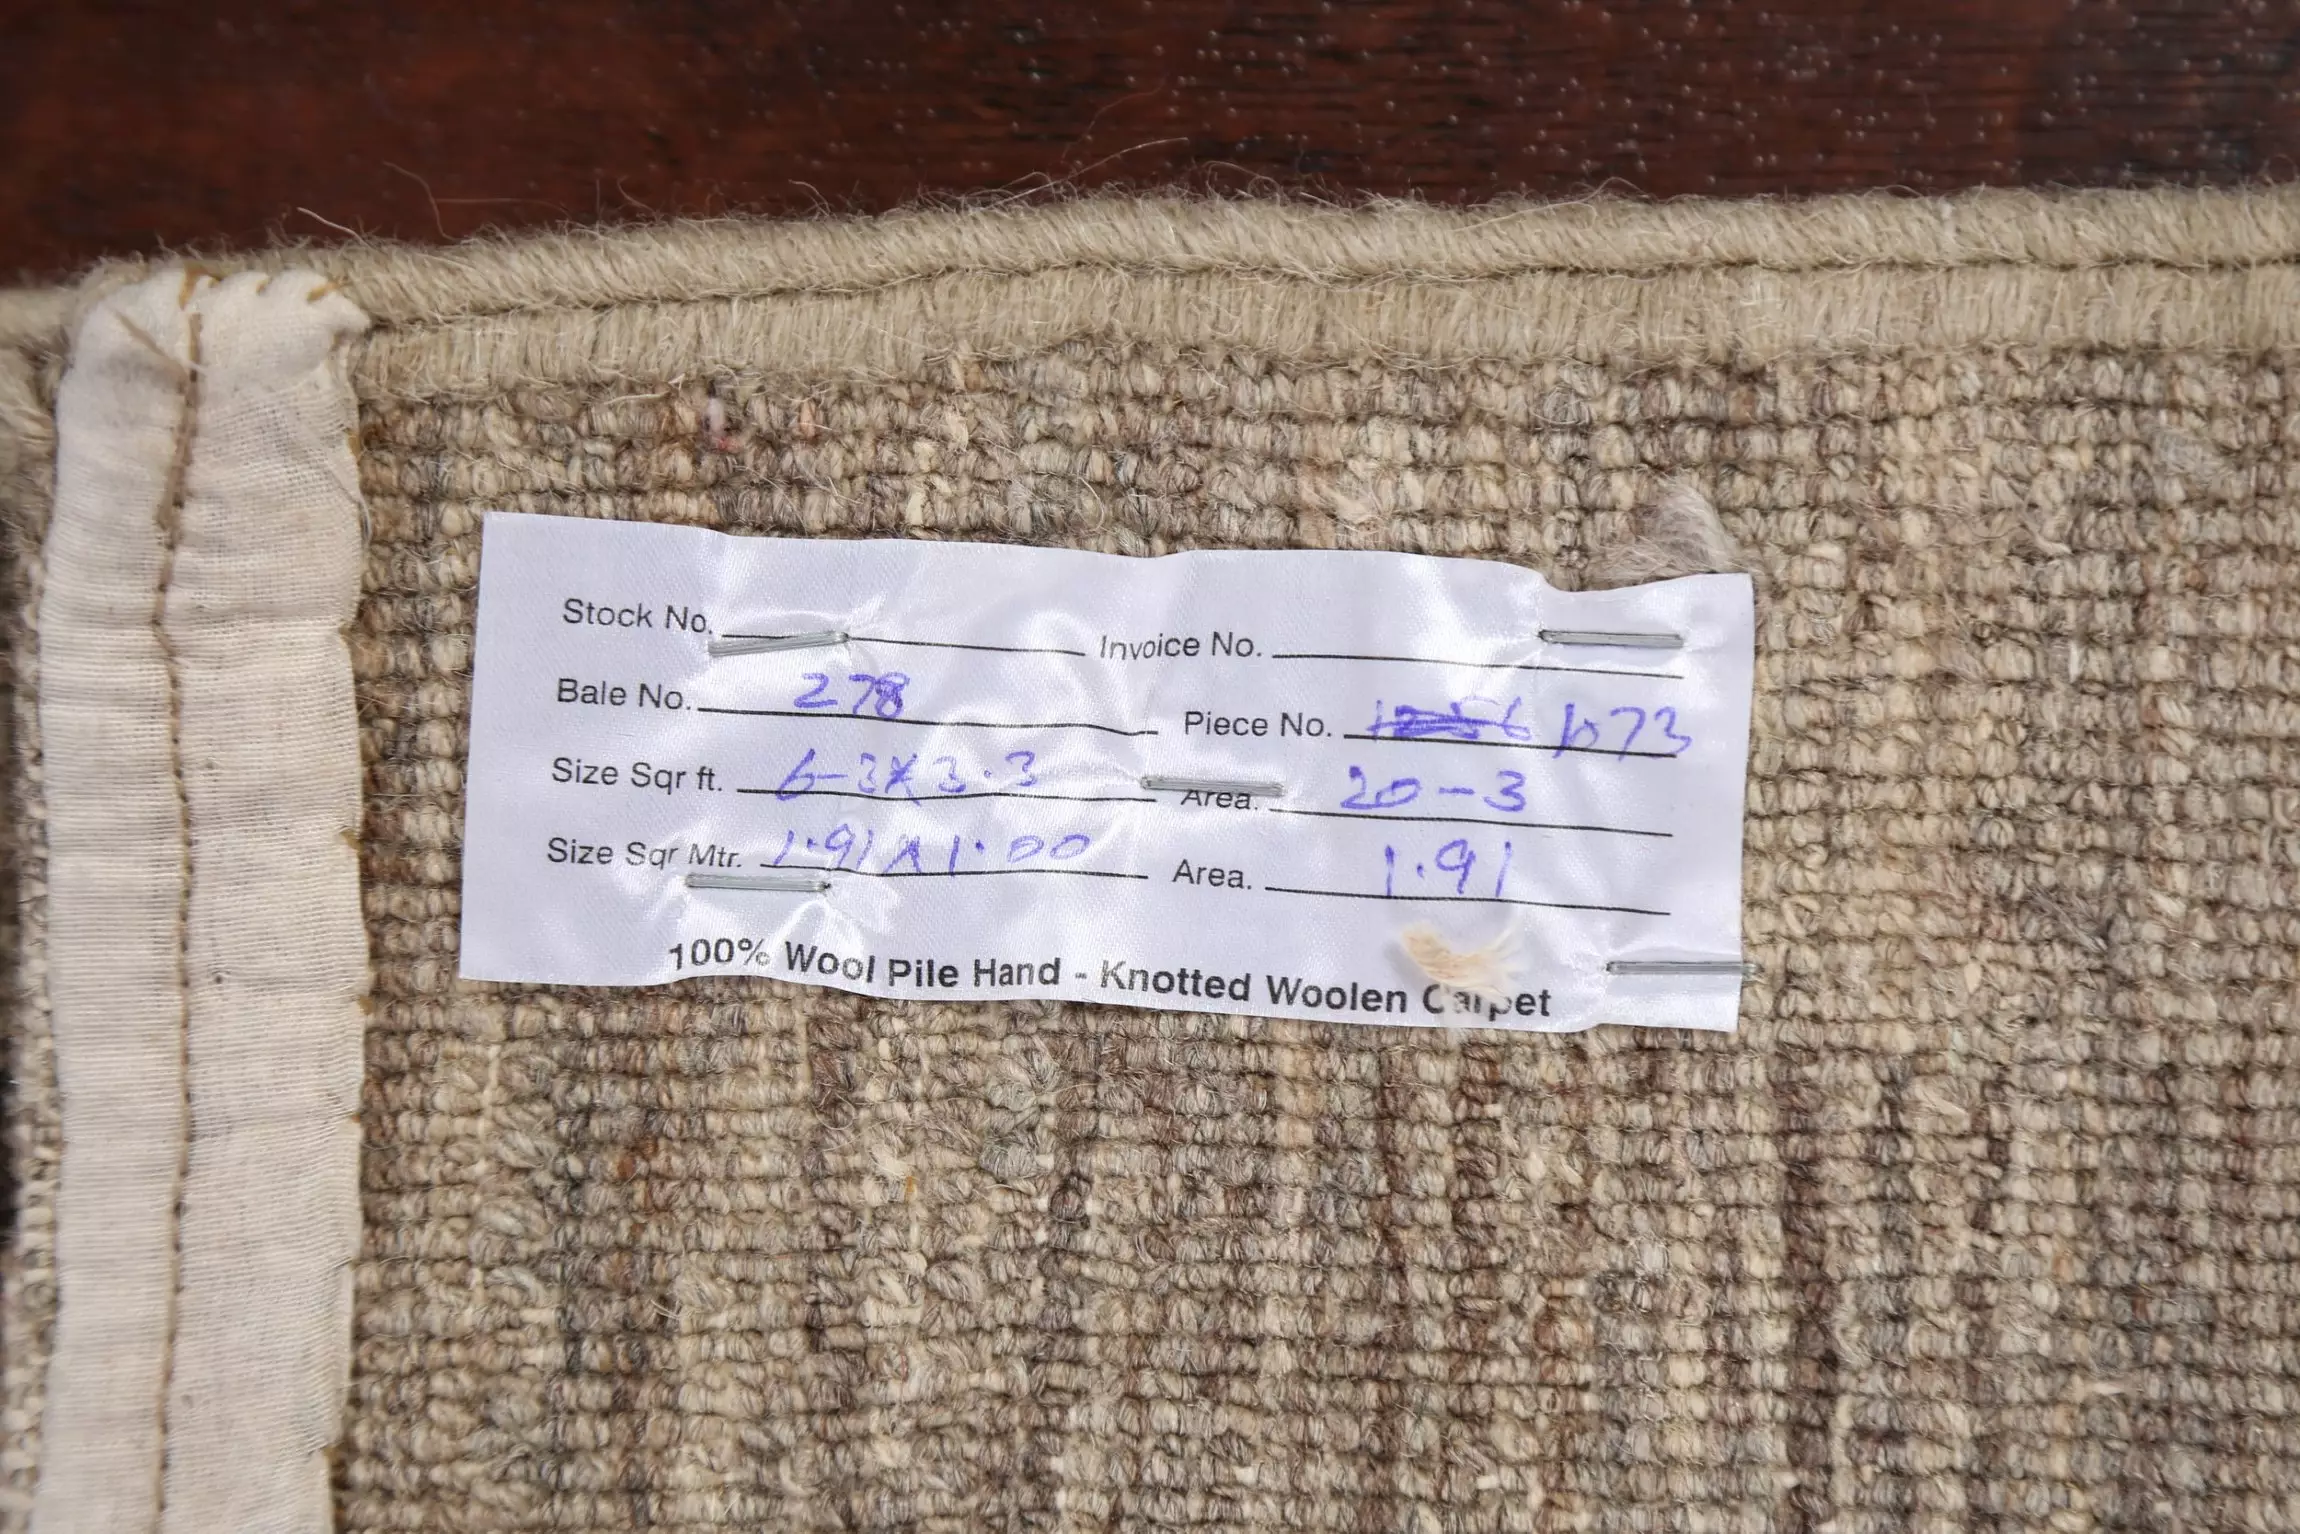 Stock No. Invoice No.
Bale No. 278 Piece No. 1073
Size Sqr ft. 6-3x3.3 Area. 20-3
Size Sqr Mtr. 1.91x1.00 Area. 1.91
100% Wool Pile Hand - Knotted Woolen Carpet